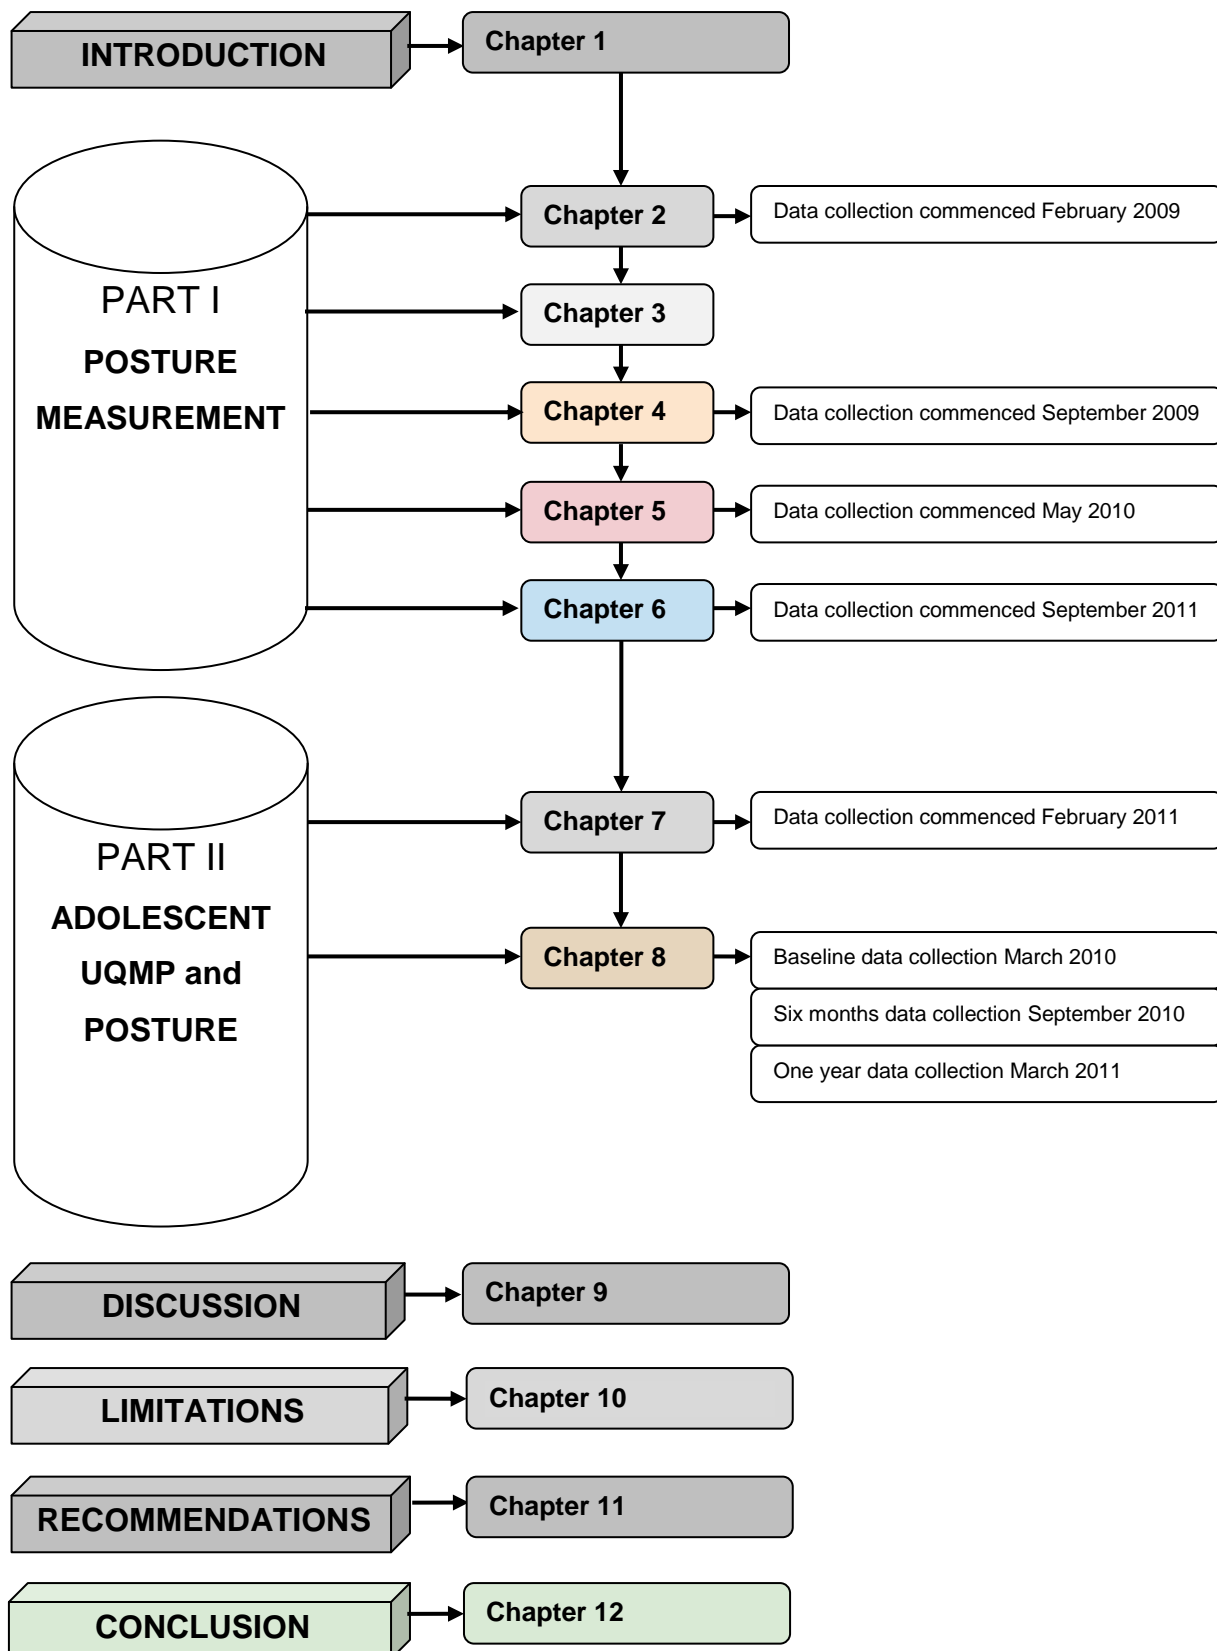 INTRODUCTION
Chapter 1
PART I
POSTURE
MEASUREMENT
Chapter 2
Data collection commenced February 2009
Chapter 3
Chapter 4
Data collection commenced September 2009
Chapter 5
Data collection commenced May 2010
Chapter 6
Data collection commenced September 2011
PART II
ADOLESCENT
UQMP and
POSTURE
Chapter 7
Data collection commenced February 2011
Chapter 8
Baseline data collection March 2010
Six months data collection September 2010
One year data collection March 2011
DISCUSSION
Chapter 9
LIMITATIONS
Chapter 10
RECOMMENDATIONS
Chapter 11
CONCLUSION
Chapter 12